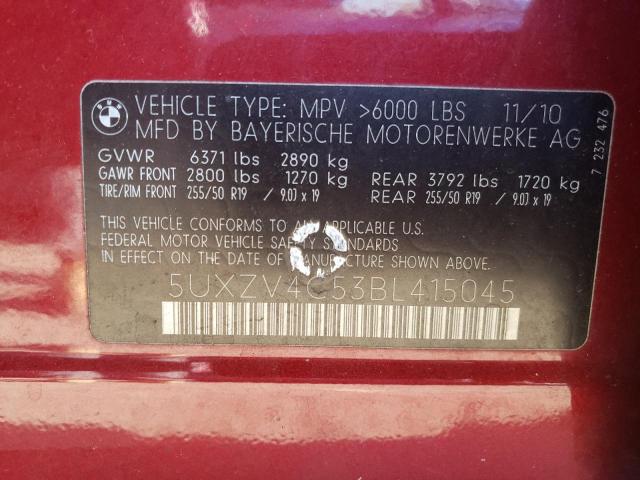 BMW
VEHICLE TYPE: MPV >6000 LBS 11/10
MFD BY BAYERISCHE MOTORENWERKE AG
GVWR 6371 lbs 2890 kg
GAWR FRONT 2800 lbs 1270 kg REAR 3792 lbs 1720 kg
TIRE/RIM FRONT 255/50 R19 / 9.0J x 19 REAR 255/50 R19 / 9.0J x 19
THIS VEHICLE CONFORMS TO ALL APPLICABLE U.S.
FEDERAL MOTOR VEHICLE SAFETY STANDARDS
IN EFFECT ON THE DATE OF MANUFACTURE SHOWN ABOVE.
5UXZV4C53BL415045
7 232 476